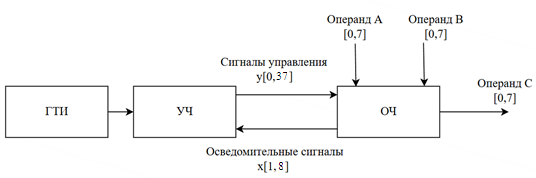 Операнд А
[0,7]
Операнд В
[0,7]
Сигналы управления
y[0,37]
Операнд С
[0,7]
ГТИ
УЧ
ОЧ
Осведомительные сигналы
x[1,8]